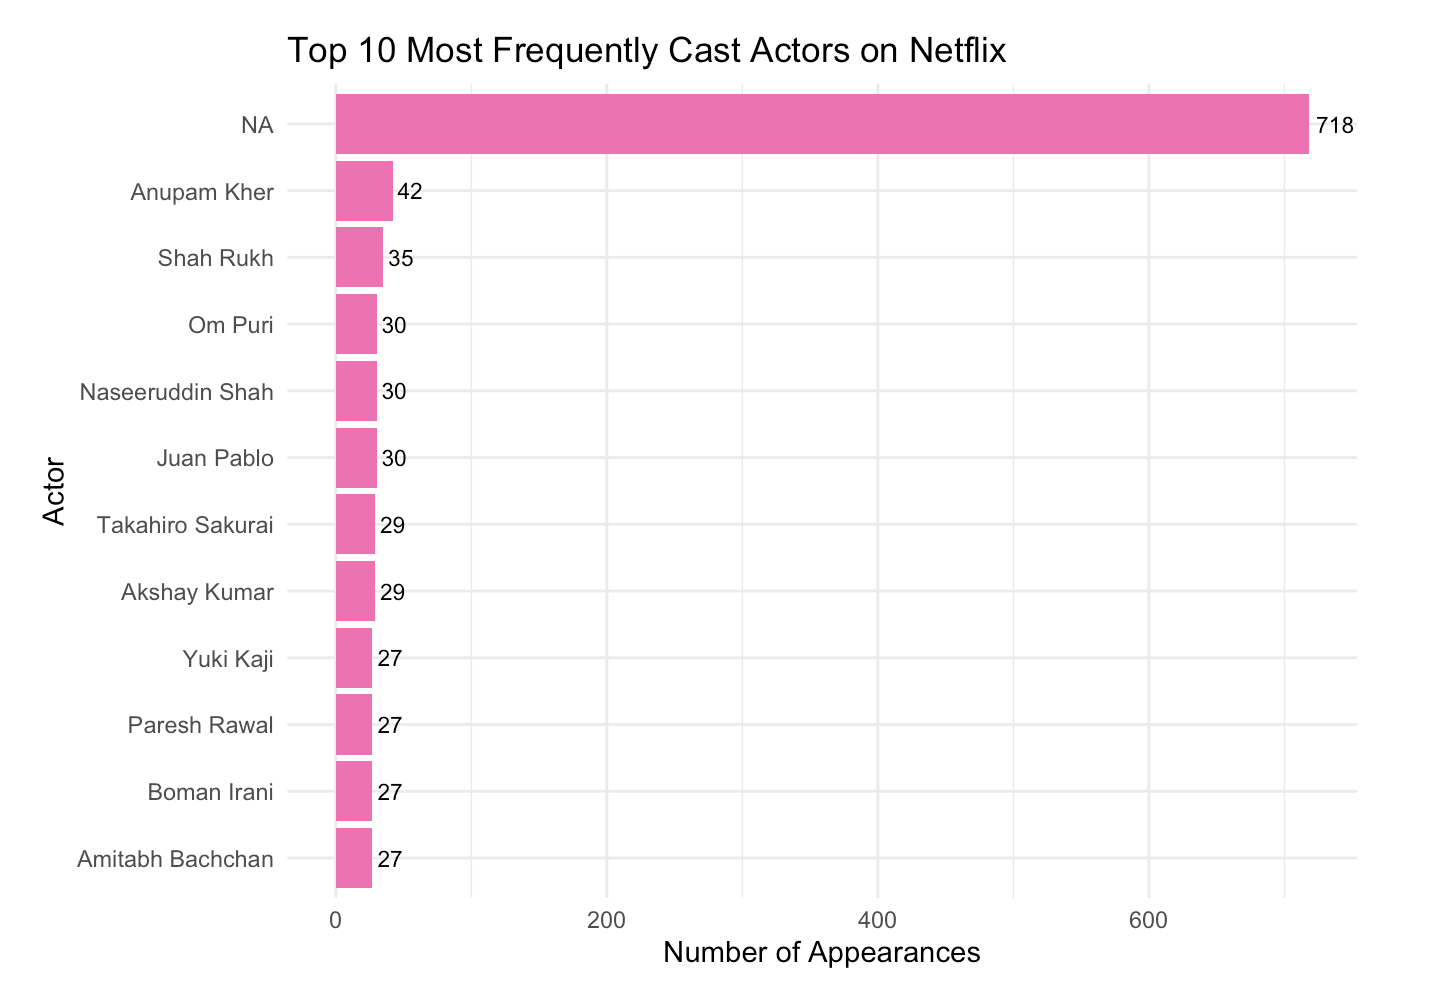 Top 10 Most Frequently Cast Actors on Netflix
NA 718
Anupam Kher 42
Shah Rukh 35
Om Puri 30
Naseeruddin Shah 30
Juan Pablo 30
Takahiro Sakurai 29
Akshay Kumar 29
Yuki Kaji 27
Paresh Rawal 27
Boman Irani 27
Amitabh Bachchan 27
Actor
0 200 400 600
Number of Appearances